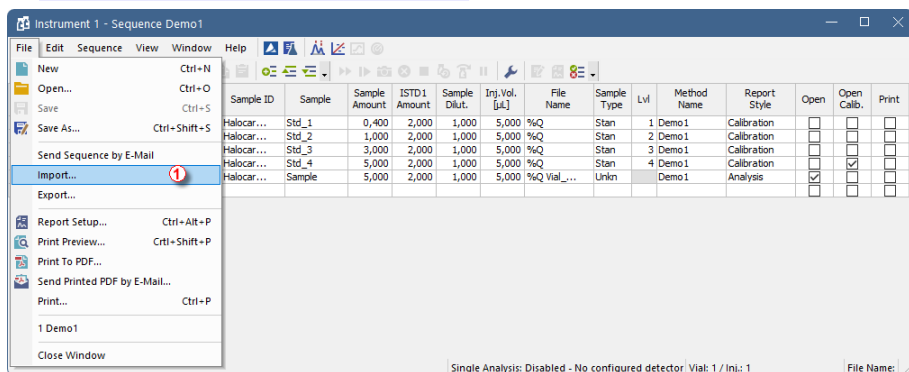 Instrument 1 - Sequence Demo1
File Edit Sequence View Window Help
New Ctrl+N
Open... Ctrl+O
Save Ctrl+S
Save As... Ctrl+Shift+S
Send Sequence by E-Mail
Import... 1
Export...
Report Setup... Ctrl+Alt+P
Print Preview... Crtl+Shift+P
Print To PDF...
Send Printed PDF by E-Mail...
Print... Ctrl+P
1 Demo1
Close Window
Sample ID Sample Sample Amount ISTD1 Amount Sample Dilut. Inj.Vol. [µL] File Name Sample Type Lvl Method Name Report Style Open Open Calib. Print
Halocar... Std_1 0,400 2,000 1,000 5,000 %Q Stan 1 Demo1 Calibration
Halocar... Std_2 1,000 2,000 1,000 5,000 %Q Stan 2 Demo1 Calibration
Halocar... Std_3 3,000 2,000 1,000 5,000 %Q Stan 3 Demo1 Calibration
Halocar... Std_4 5,000 2,000 1,000 5,000 %Q Stan 4 Demo1 Calibration
Halocar... Sample 5,000 2,000 1,000 5,000 %Q Vial_... Unkn Demo1 Analysis
Single Analysis: Disabled - No configured detector Vial: 1 / Inj.: 1 File Name: